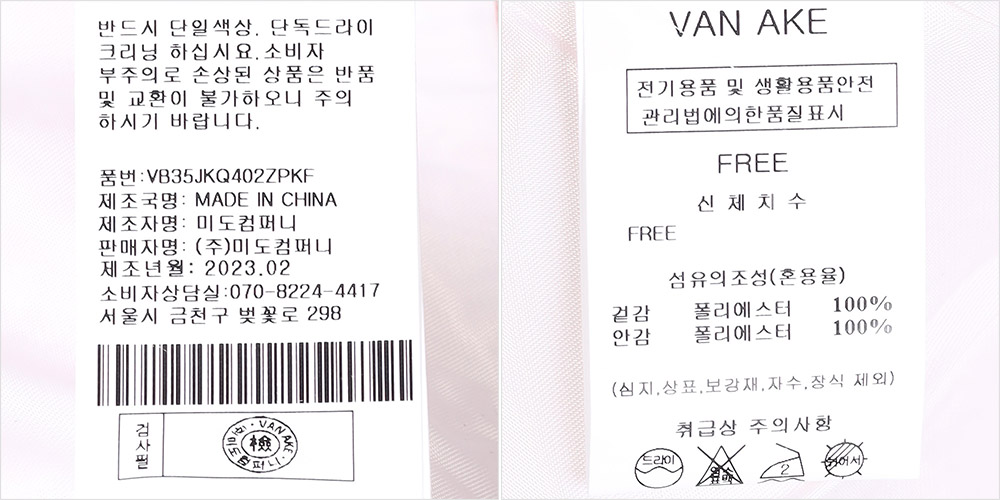 반드시 단일색상. 단독드라이
크리닝 하십시요.소비자
부주의로 손상된 상품은 반품
및 교환이 불가하오니 주의
하시기 바랍니다.
품번:VB35JKQ402ZPKF
제조국명: MADE IN CHINA
제조자명: 미도컴퍼니
판매자명: (주)미도컴퍼니
제조년월: 2023.02
소비자상담실:070-8224-4417
서울시 금천구 벚꽃로 298
검사필
VAN AKE
(주)미도컴퍼니
檢
VAN AKE
전기용품 및 생활용품안전
관리법에의한품질표시
FREE
신 체 치 수
FREE
섬유의조성(혼용율)
겉감 폴리에스터 100%
안감 폴리에스터 100%
(심지,상표,보강재,자수,장식 제외)
취급상 주의사항
드라이
2